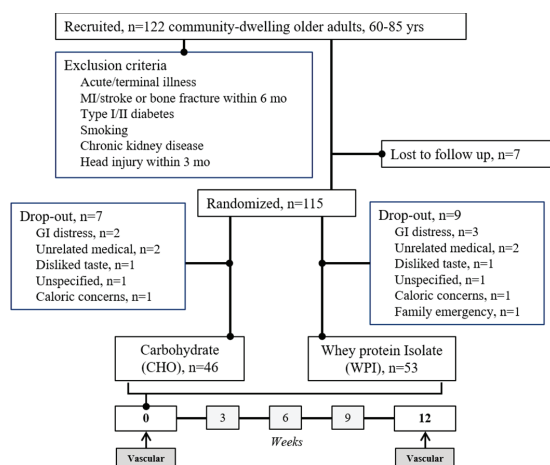 Recruited, n=122 community-dwelling older adults, 60-85 yrs
Exclusion criteria
Acute/terminal illness
MI/stroke or bone fracture within 6 mo
Type I/II diabetes
Smoking
Chronic kidney disease
Head injury within 3 mo
Lost to follow up, n=7
Randomized, n=115
Drop-out, n=7
GI distress, n=2
Unrelated medical, n=2
Disliked taste, n=1
Unspecified, n=1
Caloric concerns, n=1
Drop-out, n=9
GI distress, n=3
Unrelated medical, n=2
Disliked taste, n=1
Unspecified, n=1
Caloric concerns, n=1
Family emergency, n=1
Carbohydrate
(CHO), n=46
Whey protein Isolate
(WPI), n=53
0 3 6 9 12
Weeks
Vascular Vascular